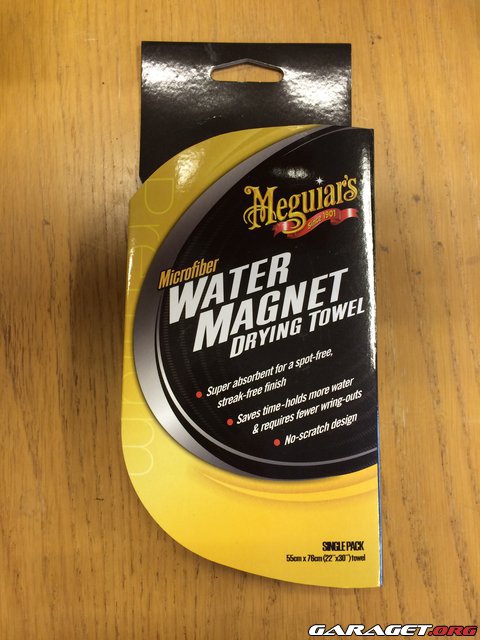 Premium
Meguiar's
since 1901
Microfiber
WATER
MAGNET
DRYING TOWEL
• Super absorbent for a spot-free,
streak-free finish
• Saves time-holds more water
& requires fewer wring-outs
• No-scratch design
SINGLE PACK
55cm x 76cm (22"x30") towel
GARAGET.ORG